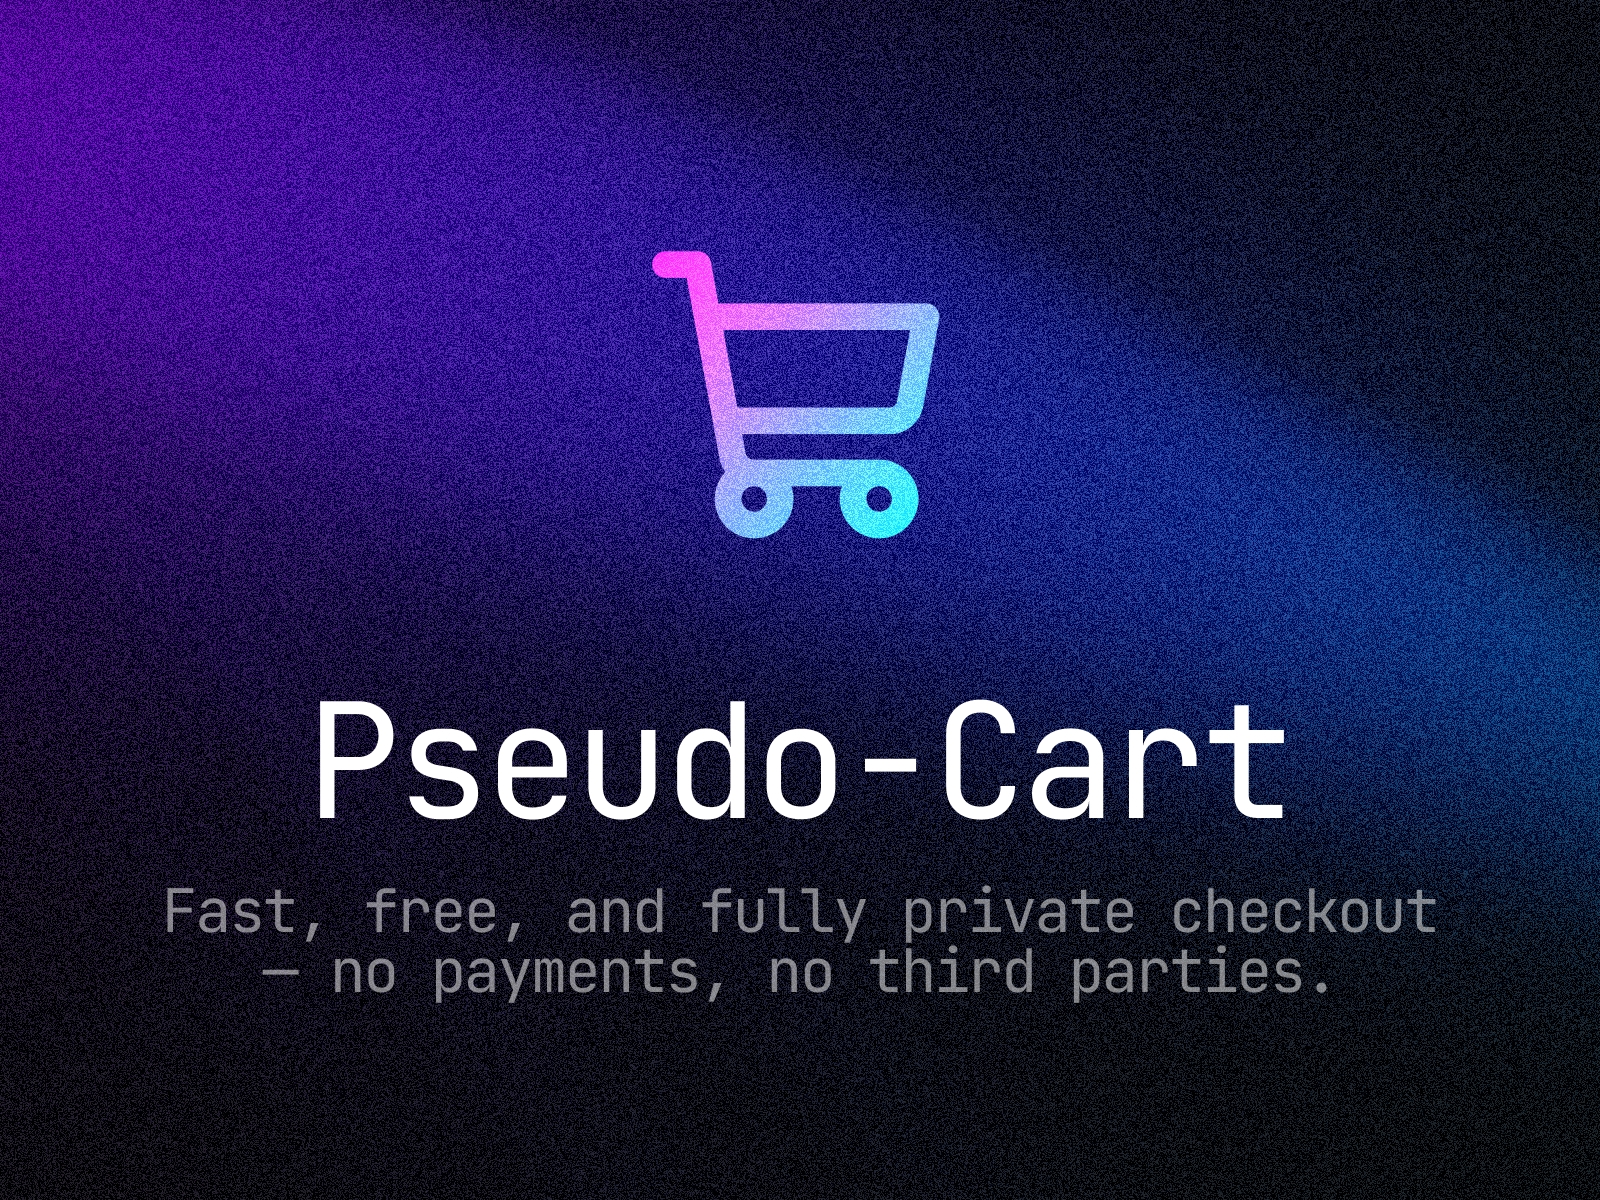 Pseudo-Cart
Fast, free, and fully private checkout
— no payments, no third parties.